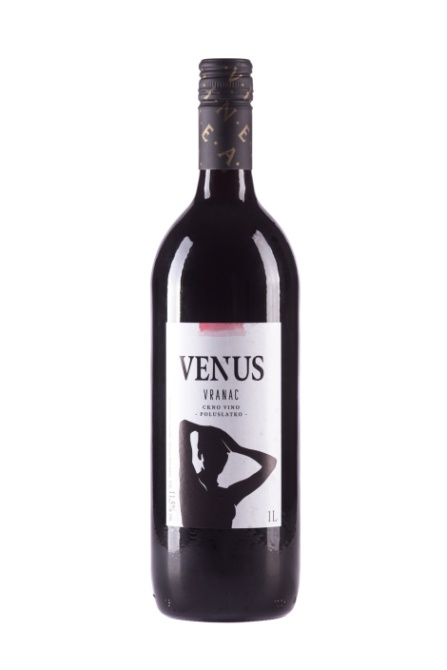 V
I . N .
E . A .
VENUS
VRANAC
CRNO VINO
- POLUSLATKO -
1L